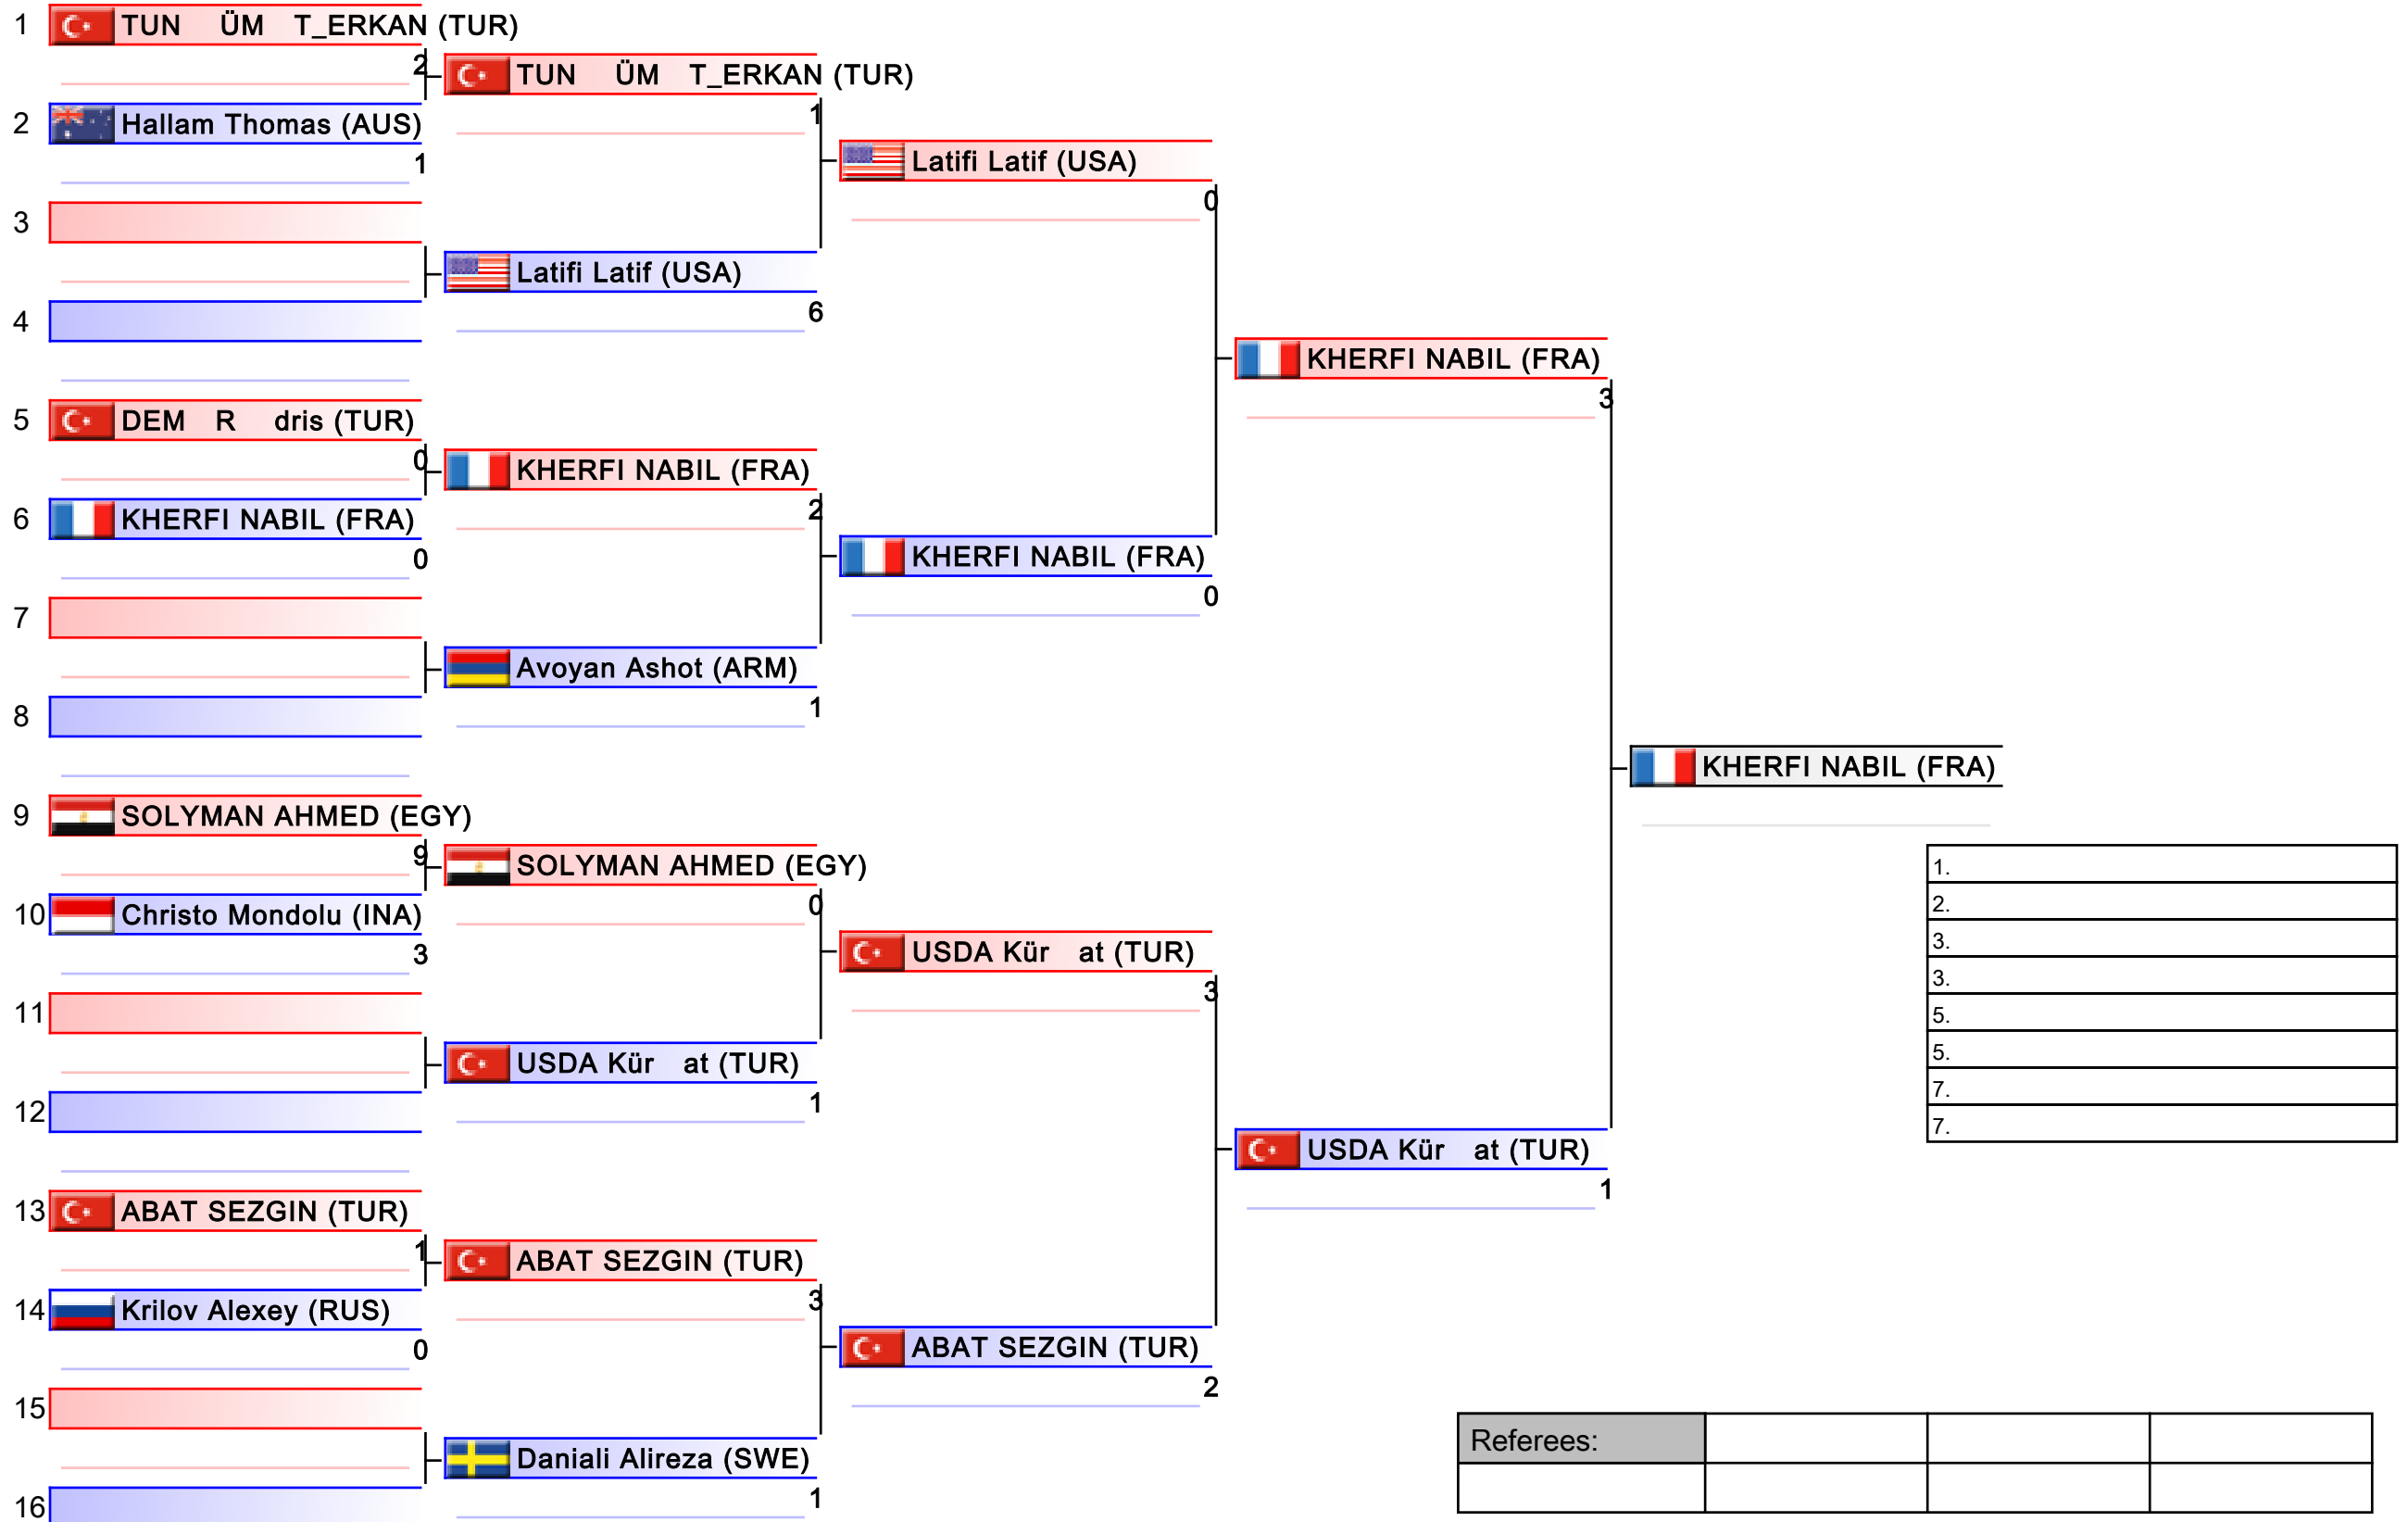 1 TUN ÜM T_ERKAN (TUR)
2
TUN ÜM T_ERKAN (TUR)
1
2 Hallam Thomas (AUS)
1
Latifi Latif (USA)
0
3
Latifi Latif (USA)
6
4
KHERFI NABIL (FRA)
3
5 DEM R dris (TUR)
0
KHERFI NABIL (FRA)
2
6 KHERFI NABIL (FRA)
0
KHERFI NABIL (FRA)
0
7
Avoyan Ashot (ARM)
1
8
KHERFI NABIL (FRA)
9 SOLYMAN AHMED (EGY)
9
SOLYMAN AHMED (EGY)
0
10 Christo Mondolu (INA)
3
USDA Kür at (TUR)
3
11
USDA Kür at (TUR)
1
12
USDA Kür at (TUR)
1
13 ABAT SEZGIN (TUR)
1
ABAT SEZGIN (TUR)
3
14 Krilov Alexey (RUS)
0
ABAT SEZGIN (TUR)
2
15
Daniali Alireza (SWE)
1
16
1.
2.
3.
3.
5.
5.
7.
7.
Referees: